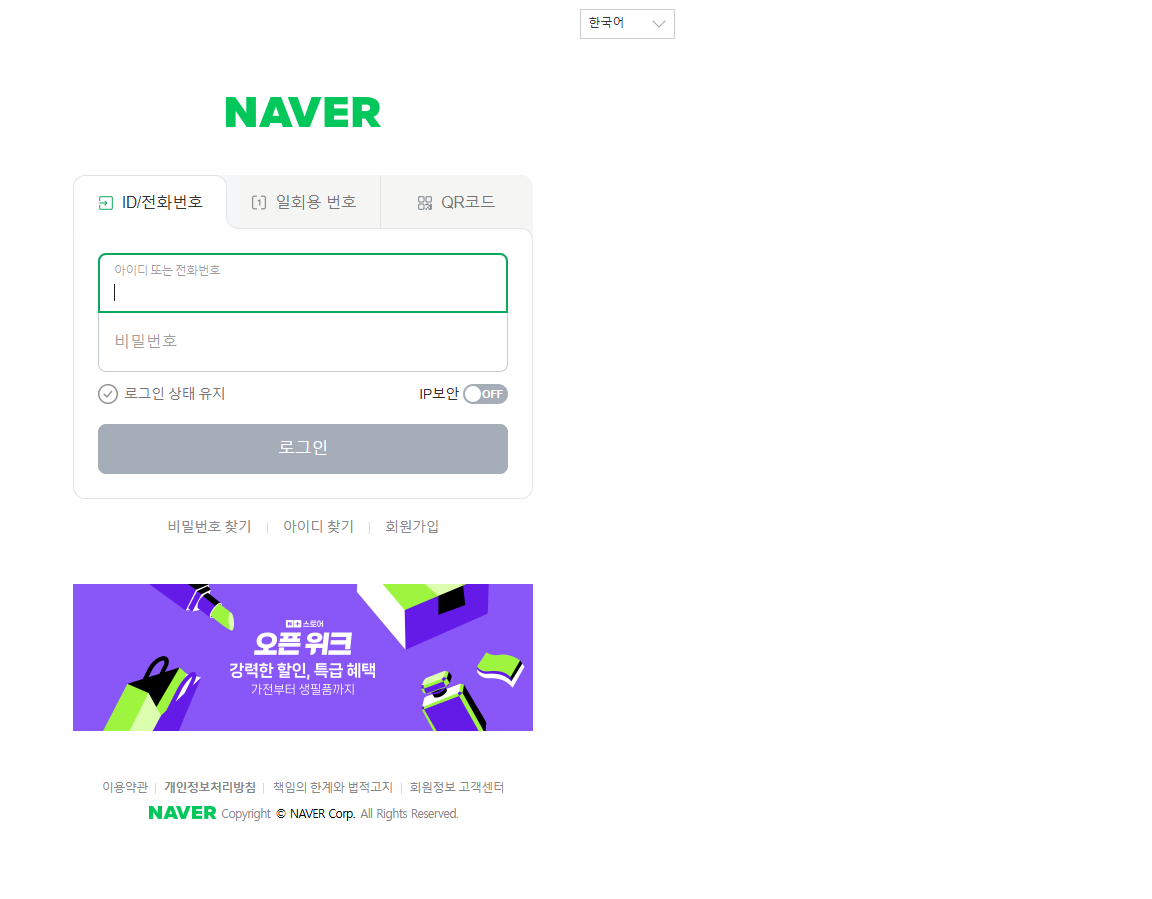 한국어
NAVER
ID/전화번호
1 일회용 번호
QR코드
아이디 또는 전화번호
비밀번호
로그인 상태 유지
IP보안 OFF
로그인
비밀번호 찾기
아이디 찾기
회원가입
N+ 스토어
오픈 위크
강력한 할인, 특급 혜택
가전부터 생필품까지
이용약관
개인정보처리방침
책임의 한계와 법적고지
회원정보 고객센터
NAVER Copyright © NAVER Corp. All Rights Reserved.